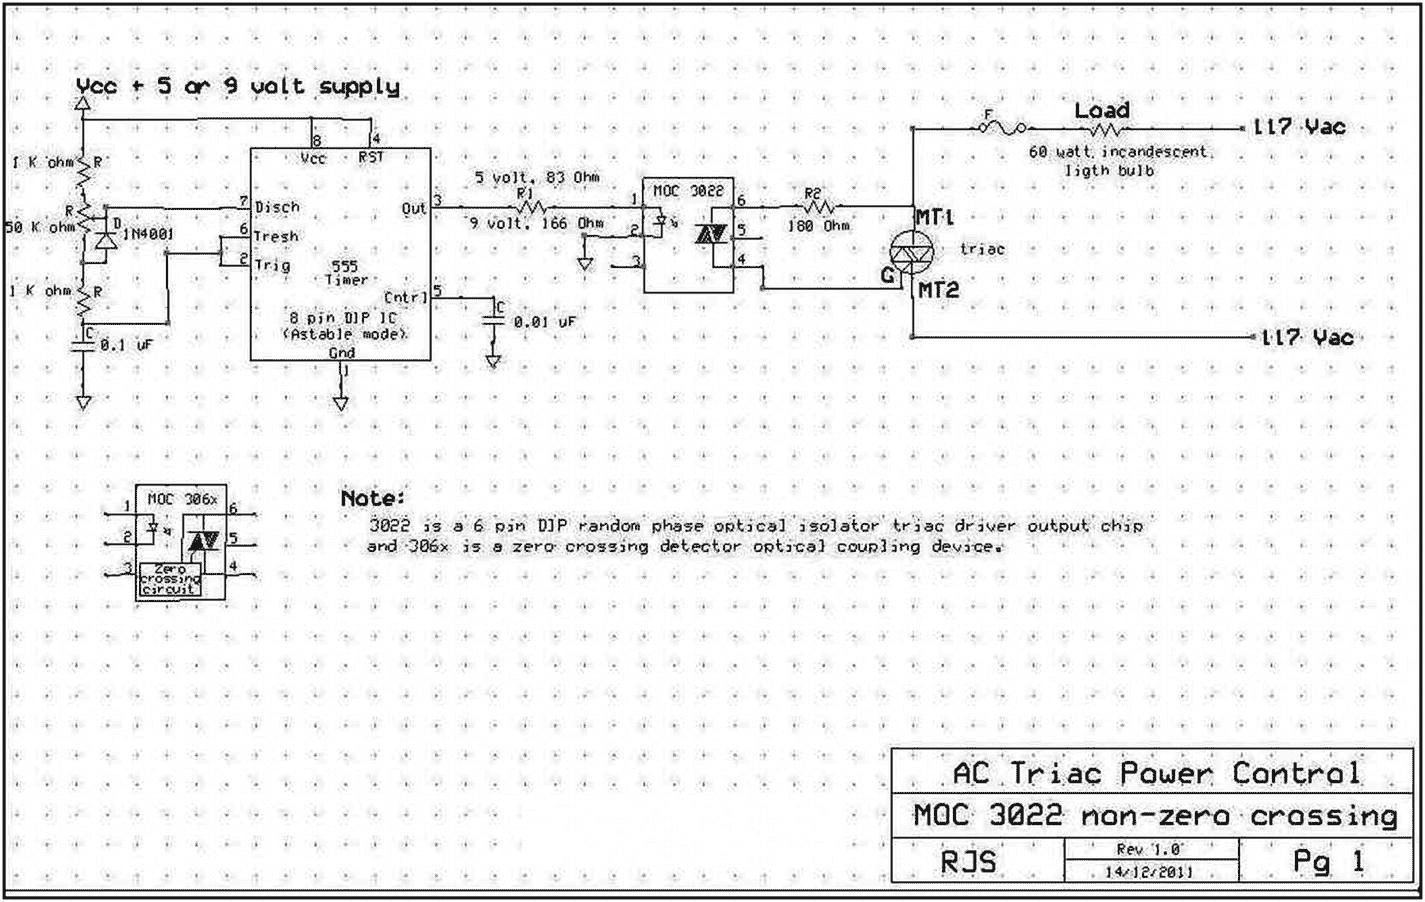 Vcc + 5 or 9 volt supply
1 K ohm R
R
50 K ohm
D
1N4001
1 K ohm R
C
0.1 uF
8
4
Vcc RST
7 Disch
6 Tresh
2 Trig
Out 3
555
Timer
Cntrl 5
8 pin DIP IC
(Astable mode)
Gnd
1
C
0.01 uF
5 volt. 83 Ohm
R1
9 volt. 166 Ohm
MOC 3022
1
2
3
6
5
4
R2
180 Ohm
F
Load
117 Vac
60 watt incandescent
ligth bulb
MT1
triac
G
MT2
117 Vac
MOC 306x
1
2
3
6
5
4
Zero
crossing
circuit
Note:
3022 is a 6 pin DIP random phase optical isolator triac driver output chip
and 306x is a zero crossing detector optical coupling device.
AC Triac Power Control
MOC 3022 non-zero crossing
RJS
Rev 1.0
14/12/2011
Pg 1